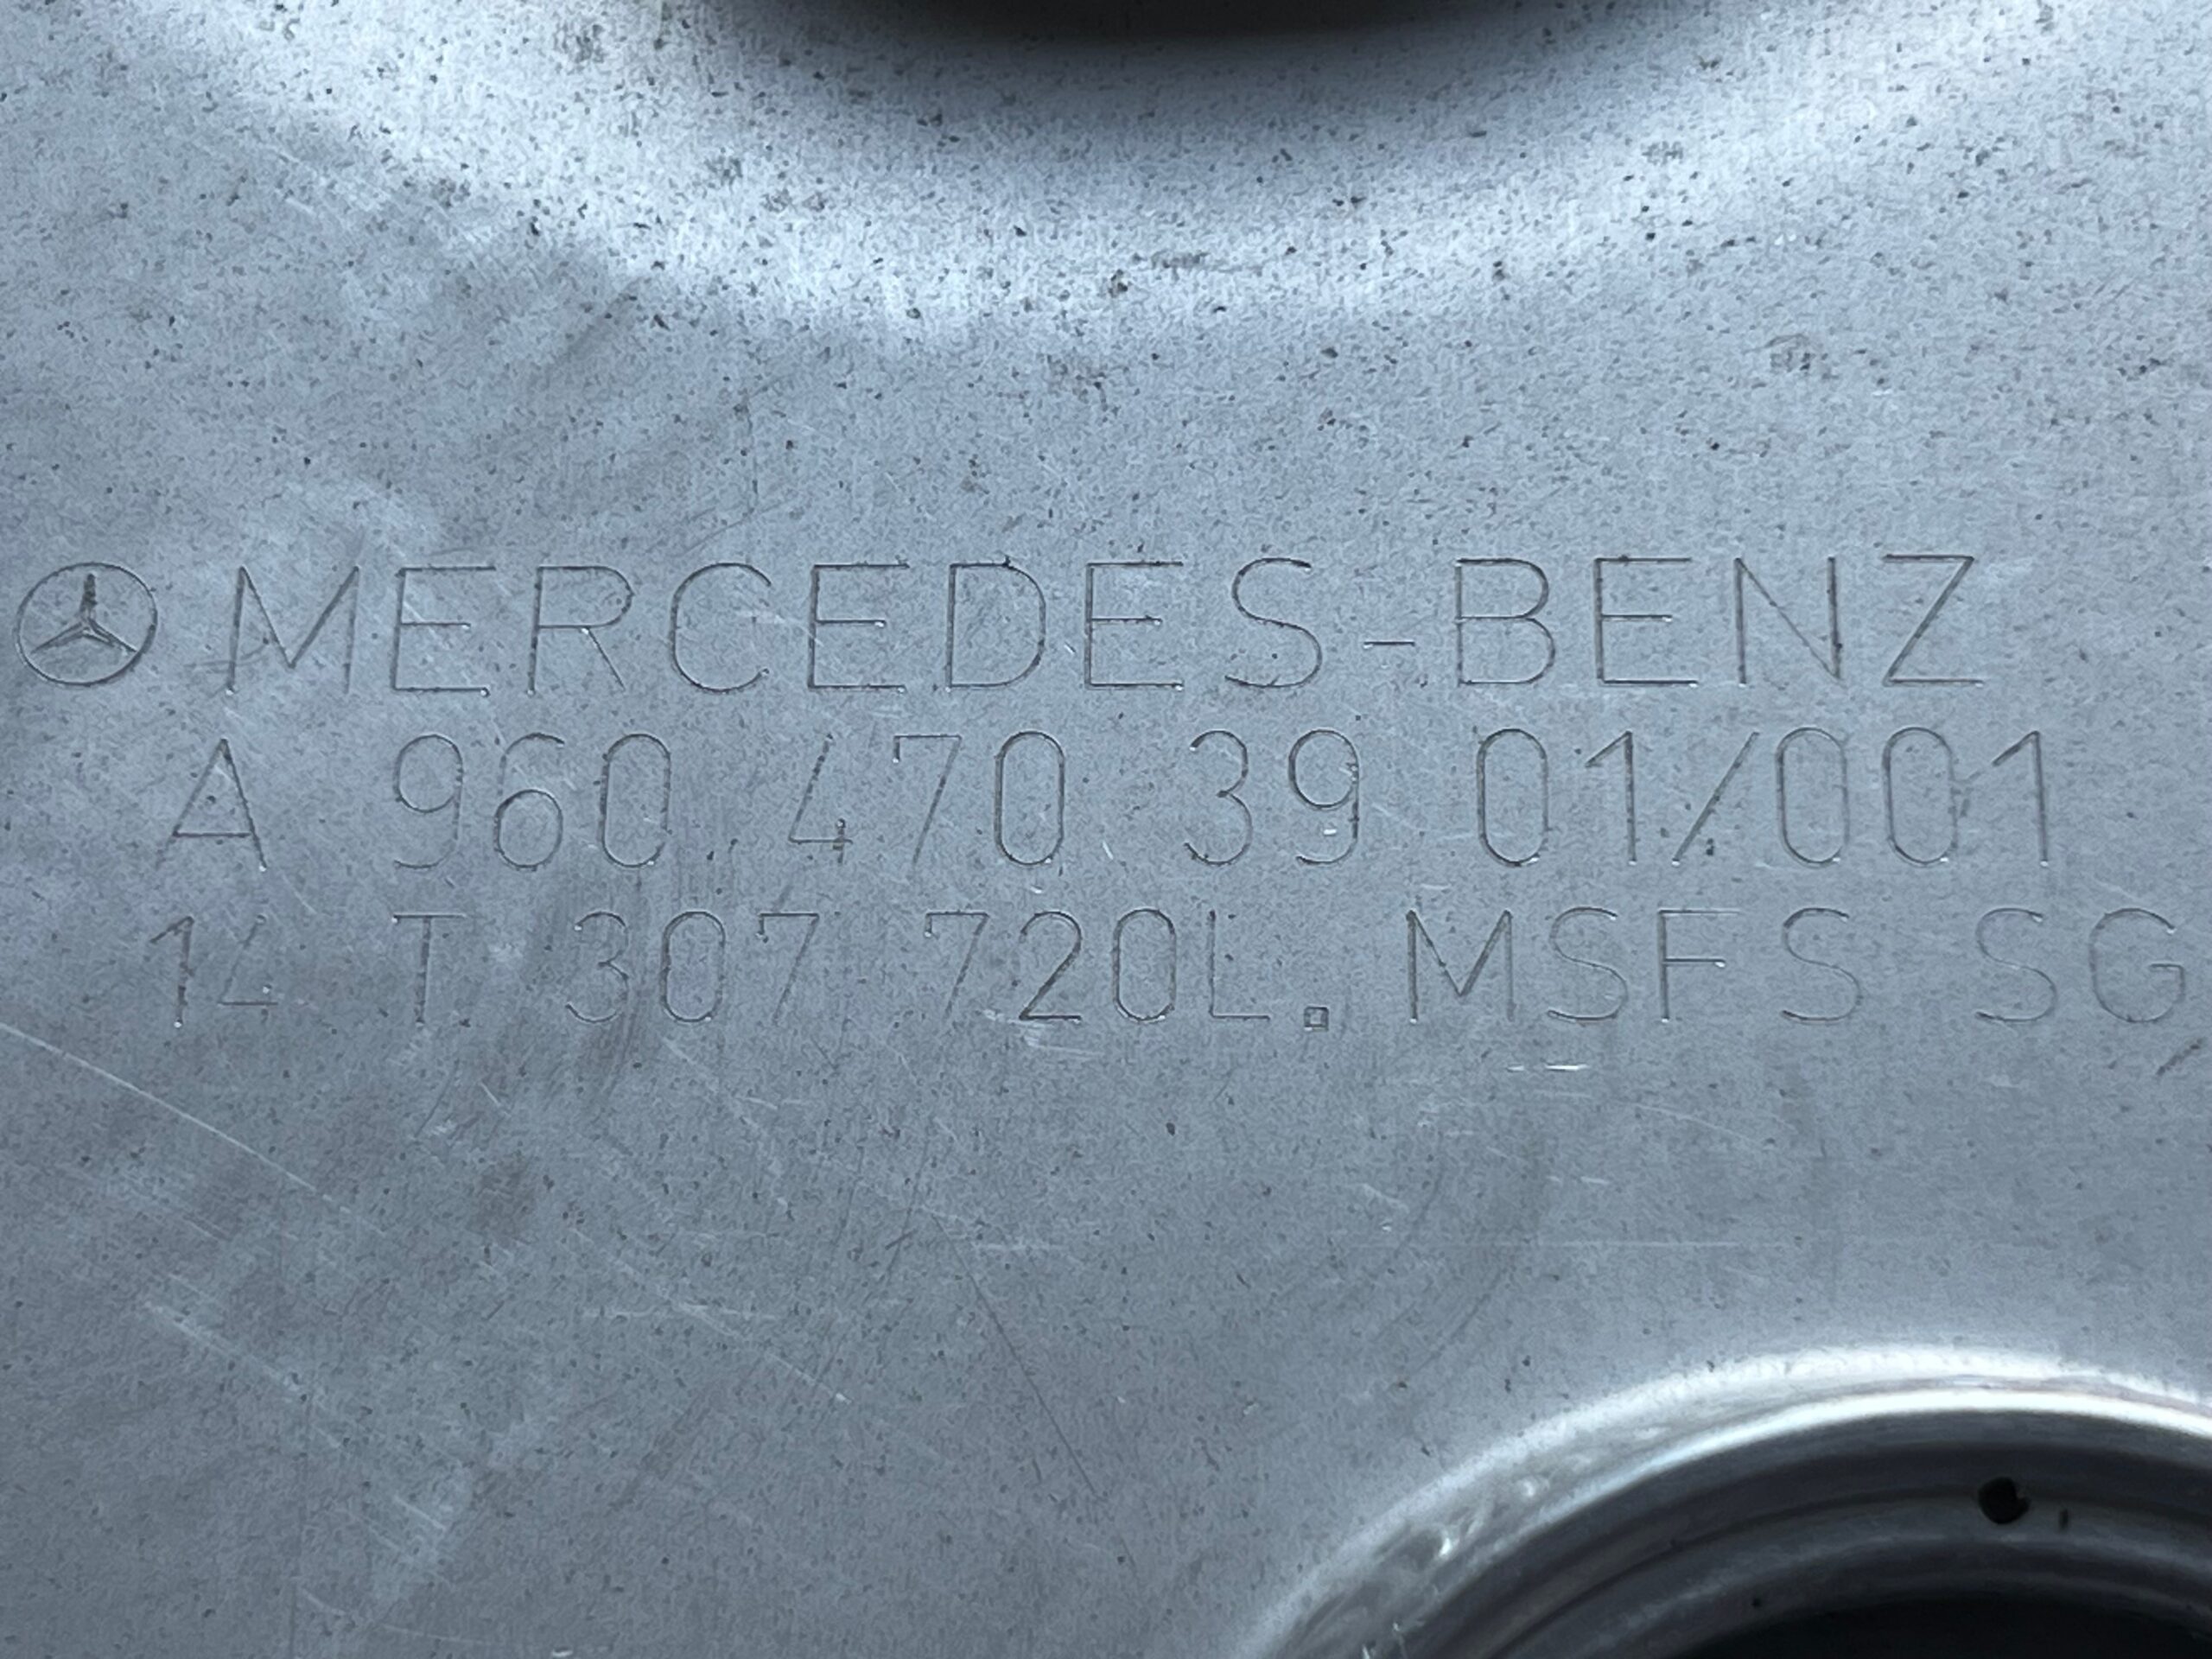 MERCEDES-BENZ
A 960 470 39 01/001
14 T 307 720L. MSFS SG